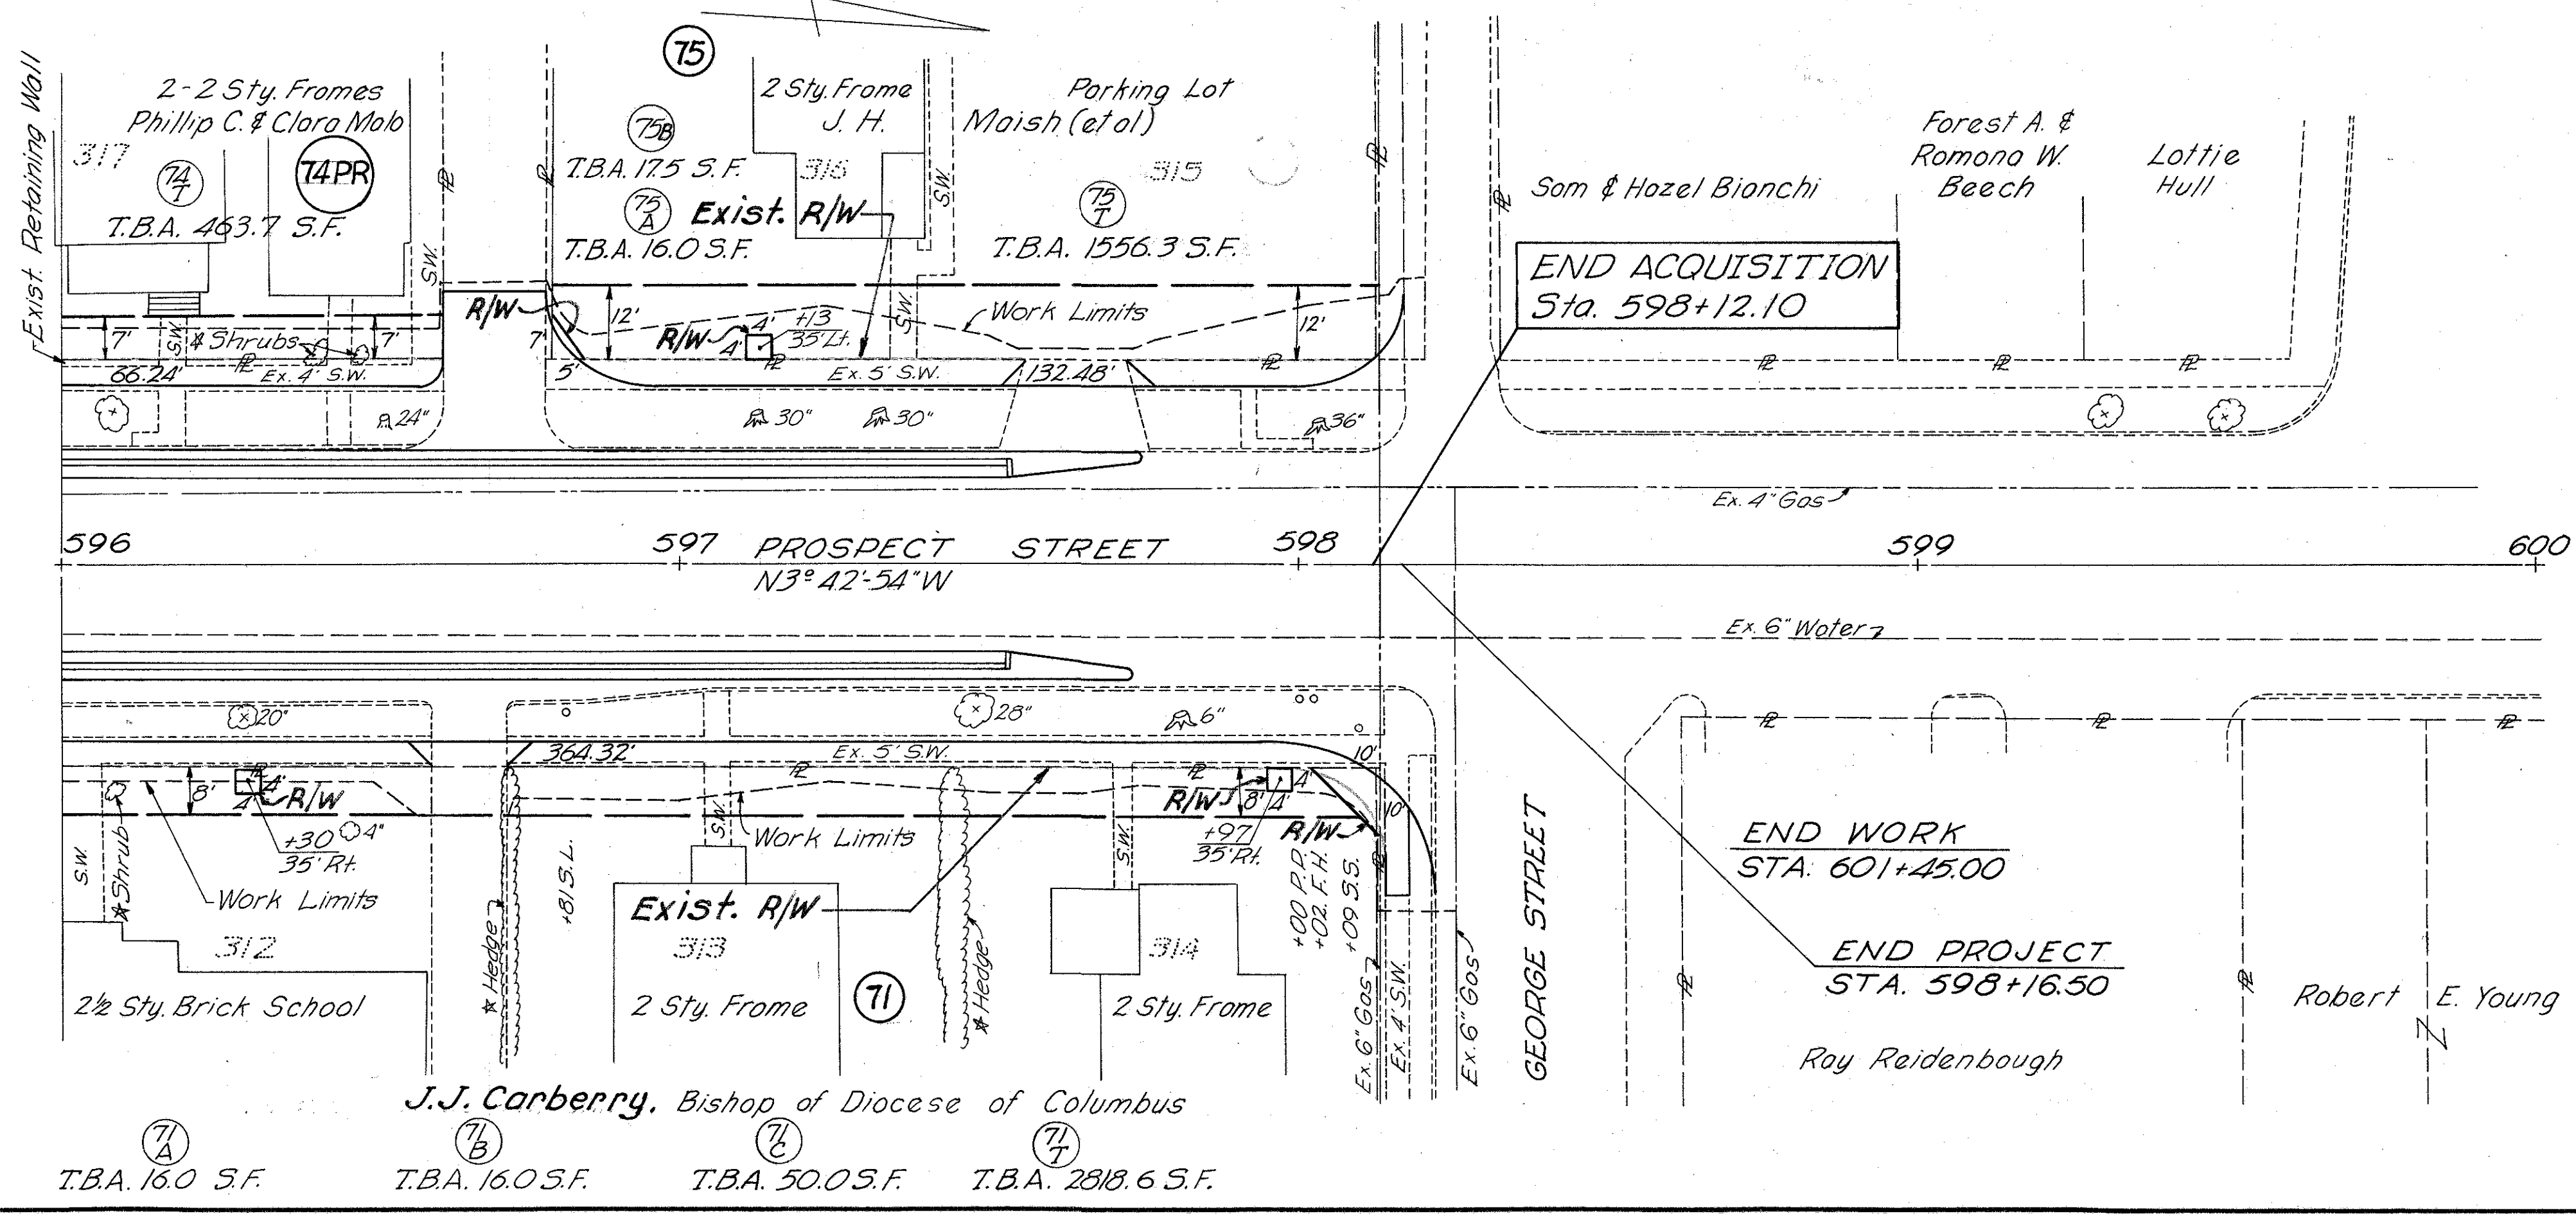 Exist. Retaining Wall
2-2 Sty. Frames
Phillip C. & Clara Malo
317
74
T
74PR
T.B.A. 463.7 S.F.
S.W.
7'
S.W.
* Shrubs
7'
66.24'
Ex. 4' S.W.
24"
75
75B
T.B.A. 17.5 S.F.
75
A
T.B.A. 16.0 S.F.
Exist. R/W
2 Sty. Frame
J. H.
316
S.W.
Parking Lot
Maish (et al)
315
75
T
T.B.A. 1556.3 S.F.
R/W
7'
5'
12'
R/W
4'
4'
+13
35' Lt.
S.W.
Work Limits
12'
Ex. 5' S.W.
132.48'
30"
30"
36"
Sam & Hazel Bianchi
Forest A. &
Romona W.
Beech
Lottie
Hull
END ACQUISITION
Sta. 598+12.10
Ex. 4" Gas
596
597
598
599
600
PROSPECT STREET
N3º 42'-54"W
Ex. 6" Water
20"
28"
6"
364.32'
Ex. 5' S.W.
10'
10'
8'
4'
4'
R/W
+30
35' Rt.
4"
S.W.
* Shrub
Work Limits
312
2½ Sty. Brick School
* Hedge
+81 S.L.
S.W.
Work Limits
Exist. R/W
313
2 Sty. Frame
71
* Hedge
S.W.
R/W
8'
4'
4'
+97
35' Rt.
R/W
314
2 Sty. Frame
+00 P.P.
+02. F.H.
+09 S.S.
Ex. 6" Gas
Ex. 4' S.W.
Ex. 6" Gas
GEORGE STREET
END WORK
STA. 601+45.00
END PROJECT
STA. 598+16.50
Ray Reidenbough
Robert E. Young
J.J. Carberry, Bishop of Diocese of Columbus
71
A
T.B.A. 16.0 S.F.
71
B
T.B.A. 16.0 S.F.
71
C
T.B.A. 50.0 S.F.
71
T
T.B.A. 2818.6 S.F.